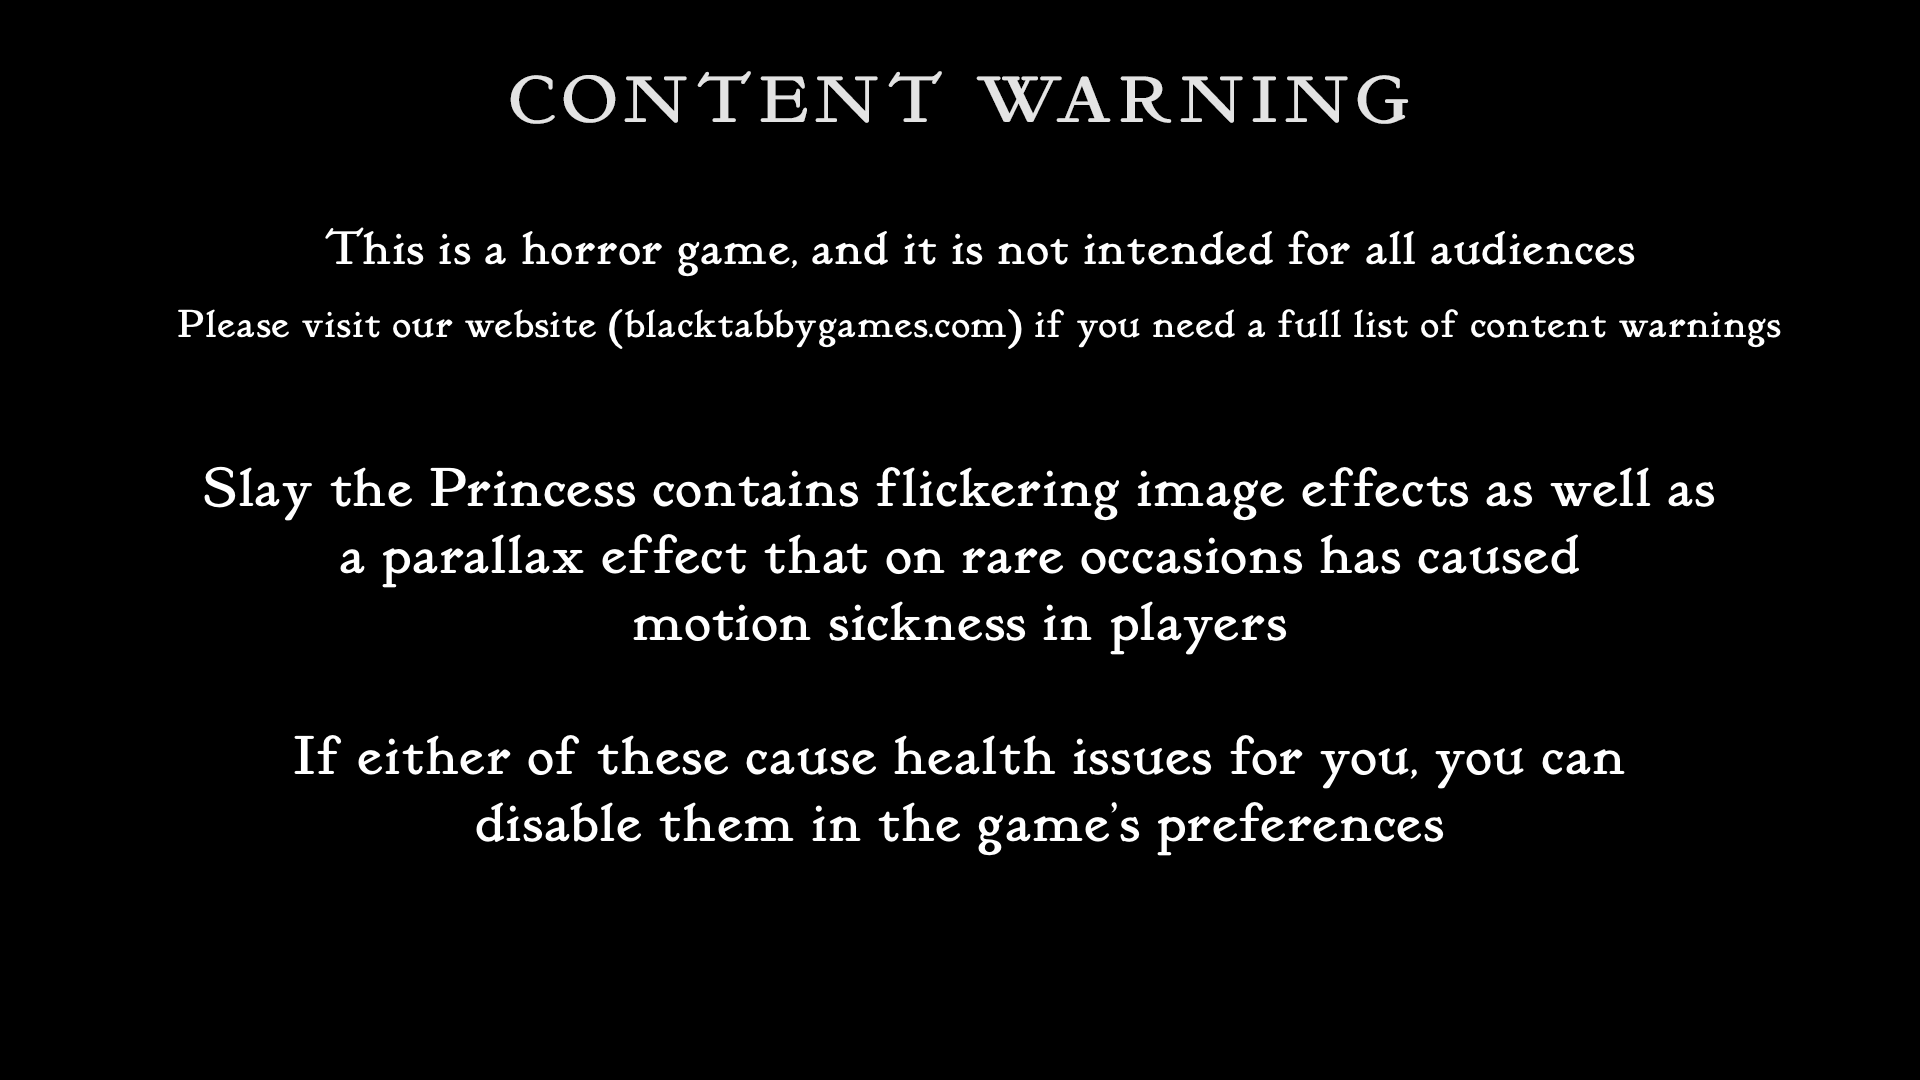 CONTENT WARNING
This is a horror game, and it is not intended for all audiences
Please visit our website (blacktabbygames.com) if you need a full list of content warnings
Slay the Princess contains flickering image effects as well as
a parallax effect that on rare occasions has caused
motion sickness in players
If either of these cause health issues for you, you can
disable them in the game's preferences